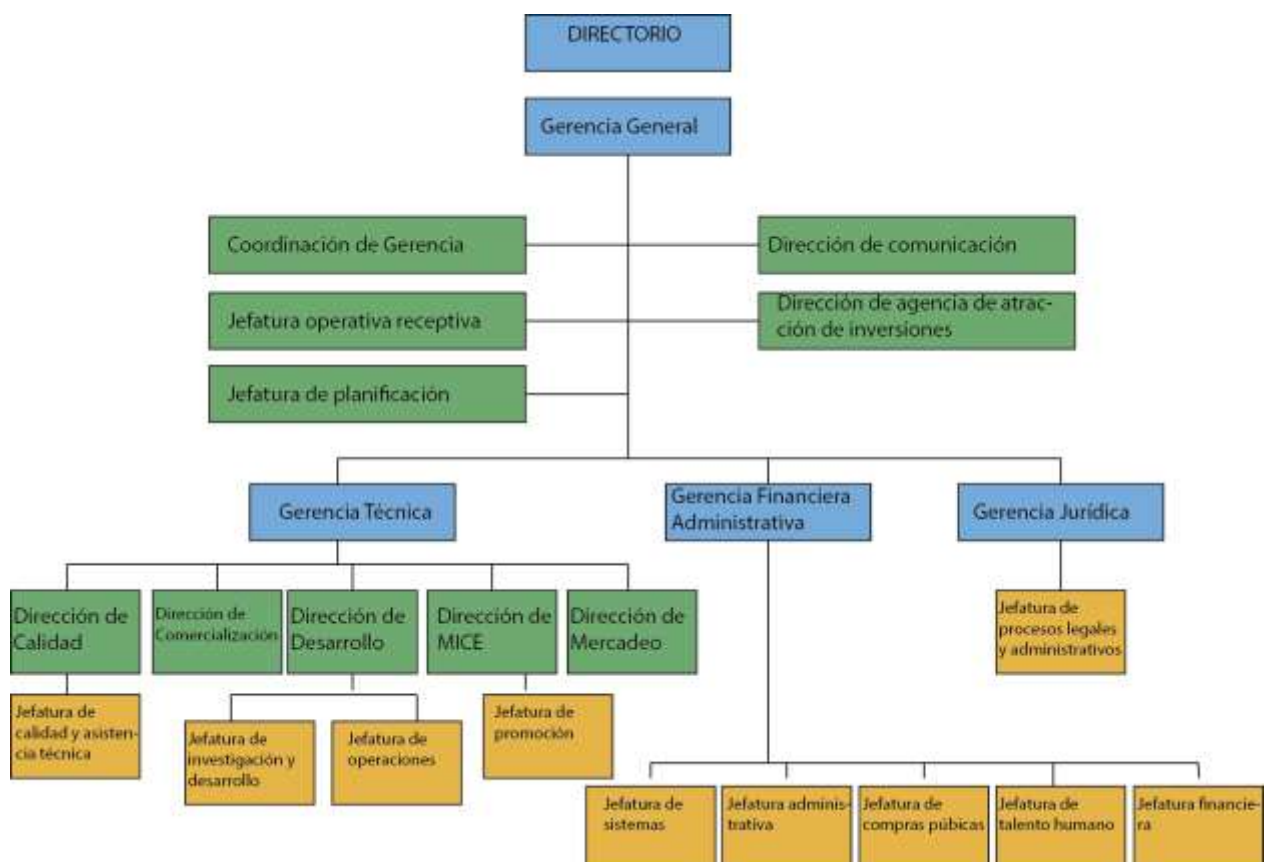 DIRECTORIO
Gerencia General
Coordinación de Gerencia
Dirección de comunicación
Jefatura operativa receptiva
Dirección de agencia de atrac-
ción de inversiones
Jefatura de planificación
Gerencia Técnica
Gerencia Financiera
Administrativa
Gerencia Jurídica
Dirección de
Calidad
Dirección de
Comercialización
Dirección de
Desarrollo
Dirección de
MICE
Dirección de
Mercadeo
Jefatura de
procesos legales
y administrativos
Jefatura de
calidad y asisten-
cia técnica
Jefatura de
investigación y
desarrollo
Jefatura de
operaciones
Jefatura de
promoción
Jefatura de
sistemas
Jefatura adminis-
trativa
Jefatura de
compras púbicas
Jefatura de
talento humano
Jefatura financie-
ra